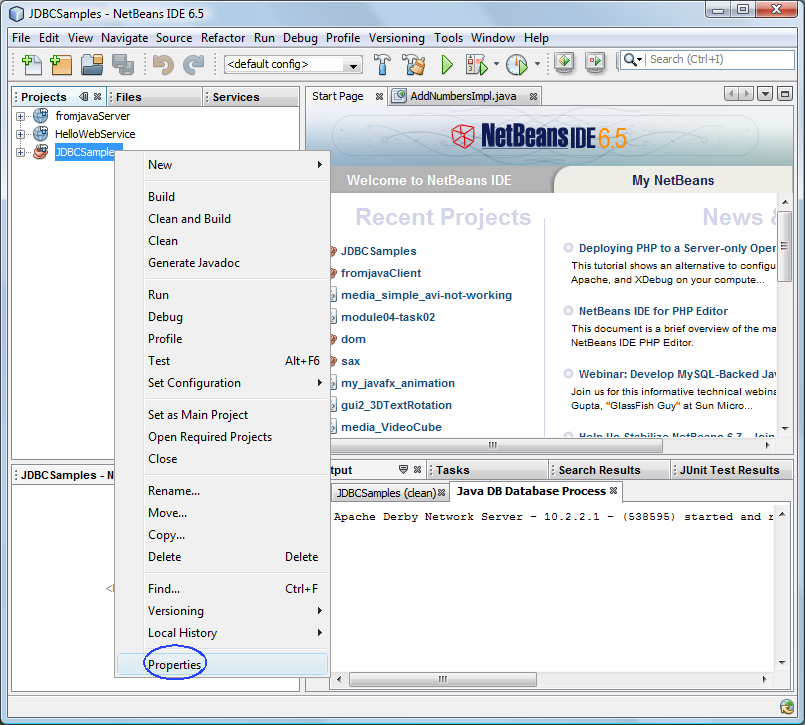 JDBCSamples - NetBeans IDE 6.5
File Edit View Navigate Source Refactor Run Debug Profile Versioning Tools Window Help
<default config>
Search (Ctrl+I)
Projects
Files
Services
fromjavaServer
HelloWebService
JDBCSample
Start Page
AddNumbersImpl.java
NetBeans IDE 6.5
Welcome to NetBeans IDE
My NetBeans
Recent Projects
JDBCSamples
fromjavaClient
media_simple_avi-not-working
module04-task02
dom
sax
my_javafx_animation
gui2_3DTextRotation
media_VideoCube
News &
Deploying PHP to a Server-only Oper
This tutorial shows an alternative to configu
Apache, and XDebug on your compute...
NetBeans IDE for PHP Editor
This document is a brief overview of the ma
NetBeans IDE PHP Editor.
Webinar: Develop MySQL-Backed Jav
Join us for this informative technical webina
Gupta, "GlassFish Guy" at Sun Micro...
Help Us Stabilize NetBeans 6.7 - Join
New
Build
Clean and Build
Clean
Generate Javadoc
Run
Debug
Profile
Test Alt+F6
Set Configuration
Set as Main Project
Open Required Projects
Close
Rename...
Move...
Copy...
Delete Delete
Find... Ctrl+F
Versioning
Local History
Properties
JDBCSamples - N
tput
Tasks
Search Results
JUnit Test Results
JDBCSamples (clean)
Java DB Database Process
Apache Derby Network Server - 10.2.2.1 - (538595) started and r